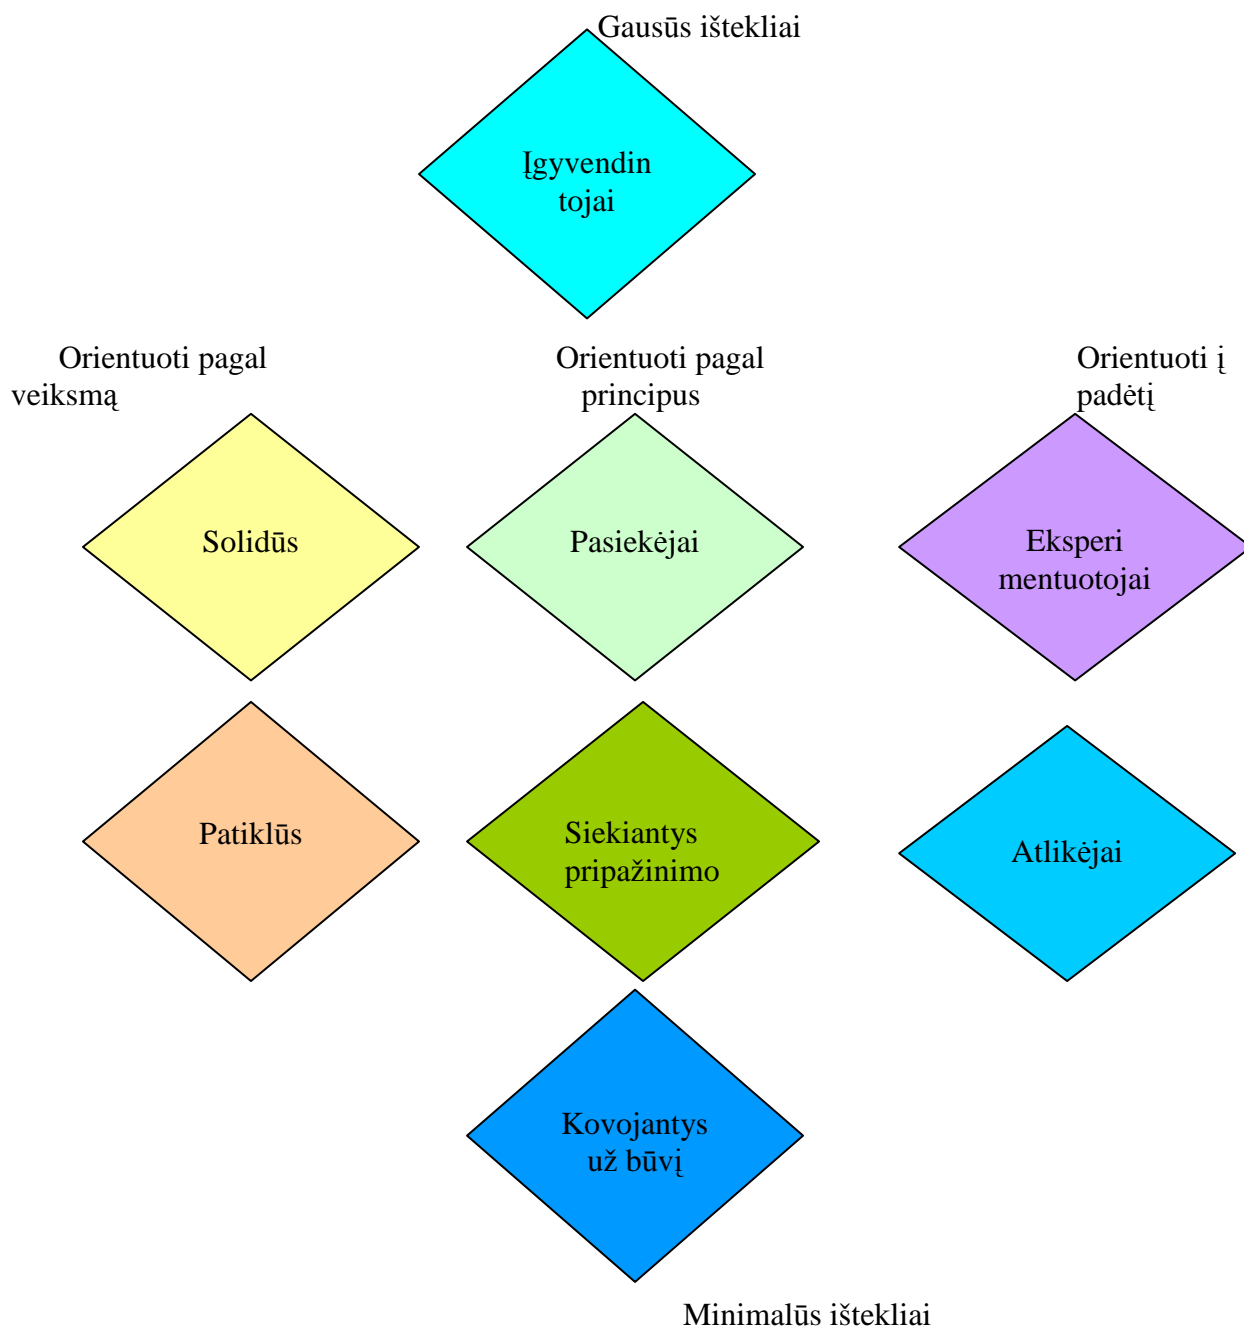 Gausūs ištekliai
Įgyvendin
tojai
Orientuoti pagal
veiksmą
Orientuoti pagal
principus
Orientuoti į
padėtį
Solidūs
Pasiekėjai
Eksperi
mentuotojai
Patiklūs
Siekiantys
pripažinimo
Atlikėjai
Kovojantys
už būvį
Minimalūs ištekliai